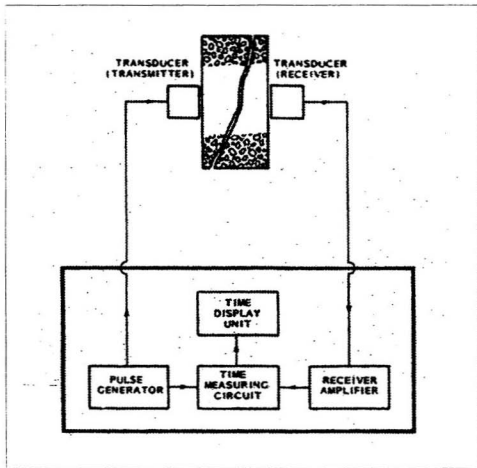 TRANSDUCER
(TRANSMITTER)
TRANSDUCER
(RECEIVER)
TIME
DISPLAY
UNIT
PULSE
GENERATOR
TIME
MEASURING
CIRCUIT
RECEIVER
AMPLIFIER